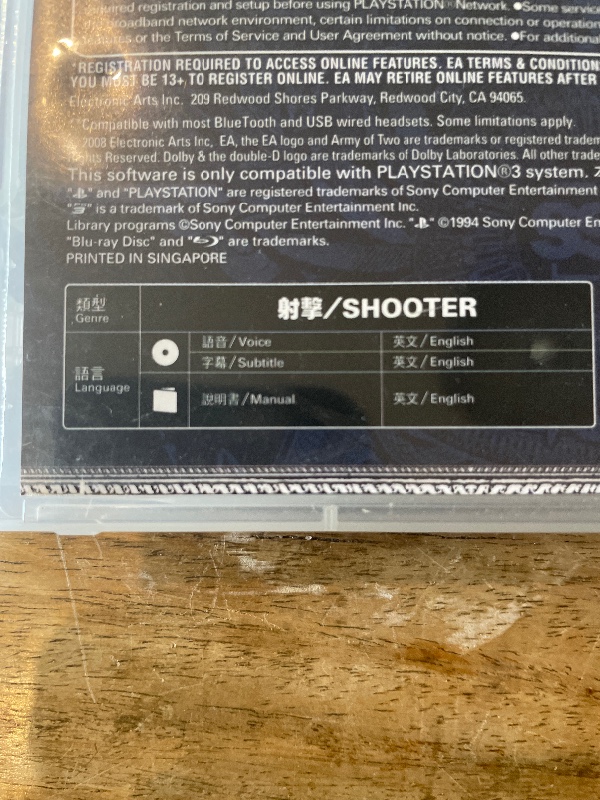 required registration and setup before using PLAYSTATION®Network. ●Some servic
broadband network environment, certain limitations on connection or operation
features or the Terms of Service and User Agreement without notice. ●For additional
*REGISTRATION REQUIRED TO ACCESS ONLINE FEATURES. EA TERMS & CONDITION
YOU MUST BE 13+ TO REGISTER ONLINE. EA MAY RETIRE ONLINE FEATURES AFTER
Electronic Arts Inc. 209 Redwood Shores Parkway, Redwood City, CA 94065.
*Compatible with most BlueTooth and USB wired headsets. Some limitations apply.
2008 Electronic Arts Inc, EA, the EA logo and Army of Two are trademarks or registered tradem
Rights Reserved. Dolby & the double-D logo are trademarks of Dolby Laboratories. All other trade
This software is only compatible with PLAYSTATION®3 system.
" " and "PLAYSTATION" are registered trademarks of Sony Computer Entertainment
" " is a trademark of Sony Computer Entertainment Inc.
Library programs ©Sony Computer Entertainment Inc. " " ©1994 Sony Computer En
"Blu-ray Disc" and " " are trademarks.
PRINTED IN SINGAPORE
類型
Genre
射擊/SHOOTER
語言
Language
語音/Voice 英文/English
字幕/Subtitle 英文/English
說明書/Manual 英文/English